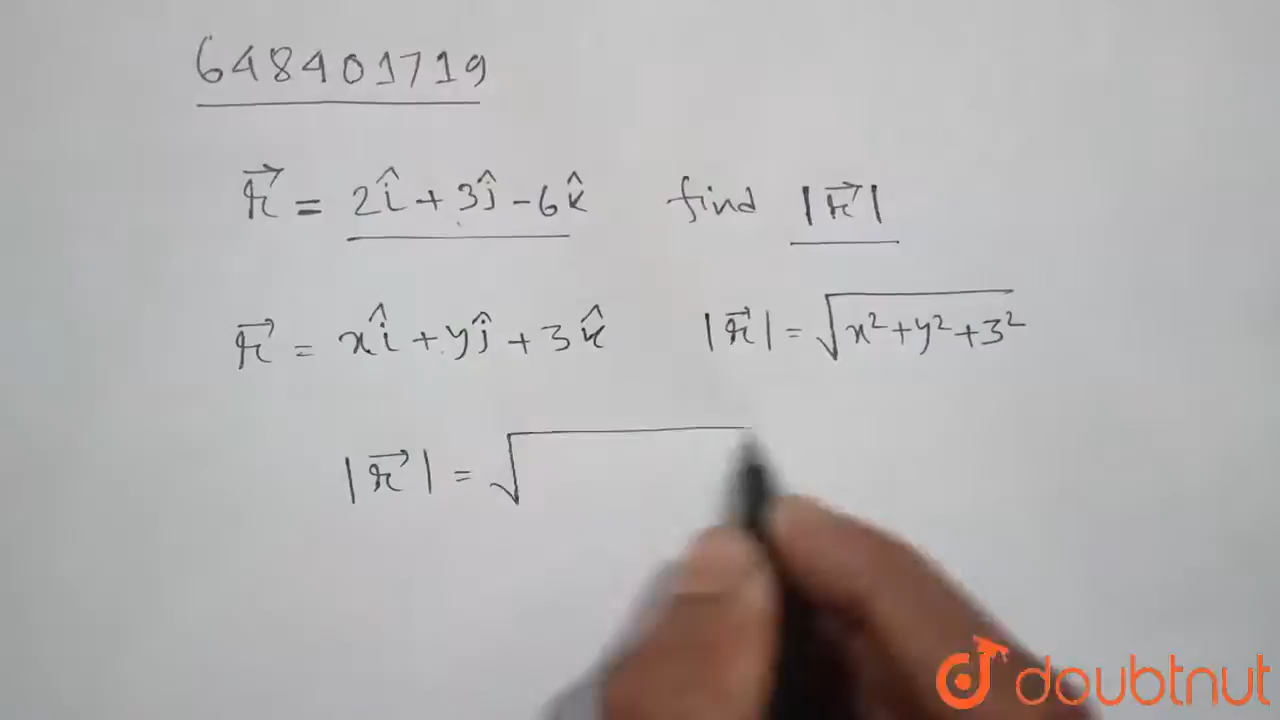 648401719
r⃗ = 2î + 3ĵ - 6k̂ find |r⃗|
r⃗ = xî + yĵ + 3k̂ |r⃗| = √x² + y² + 3²
|r⃗| = √
doubtnut